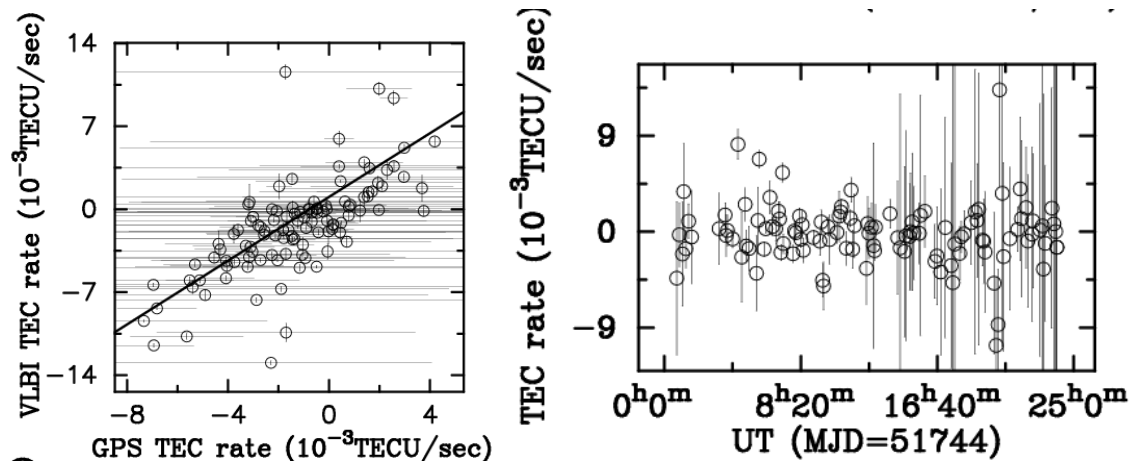 VLBI TEC rate (10⁻³TECU/sec)
14
7
0
−7
−14
−8
−4
0
4
GPS TEC rate (10⁻³TECU/sec)
TEC rate (10⁻³TECU/sec)
9
0
−9
0ʰ0ᵐ
8ʰ20ᵐ
16ʰ40ᵐ
25ʰ0ᵐ
UT (MJD=51744)